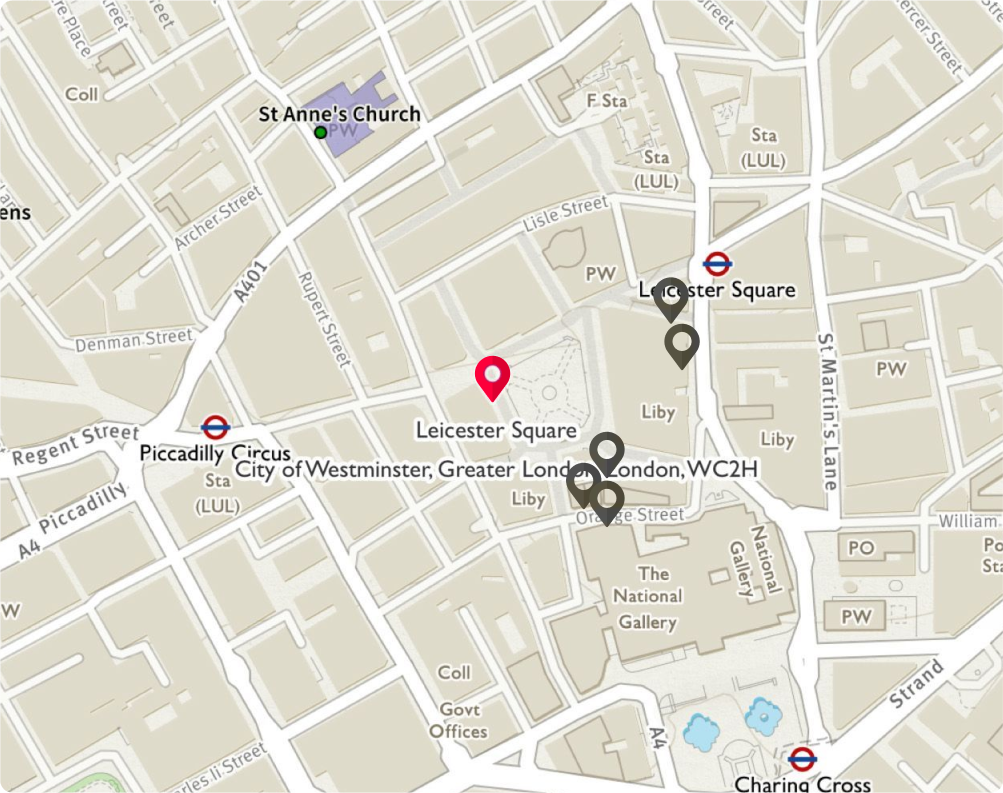 Street
Street
Coll
St Anne's Church
PW
F Sta
Sta
(LUL)
Sta
(LUL)
ens
Archer Street
Lisle Street
A401
PW
Leicester Square
Rupert Street
Denman Street
St Martin's Lane
PW
Leicester Square
Liby
Liby
Regent Street
Piccadilly Circus
City of Westminster, Greater London, London, WC2H
Sta
(LUL)
Liby
Orange Street
A4 Piccadilly
William
National
Gallery
PO
The
National
Gallery
W
PW
Coll
Govt
Offices
A4
Strand
Charing Cross